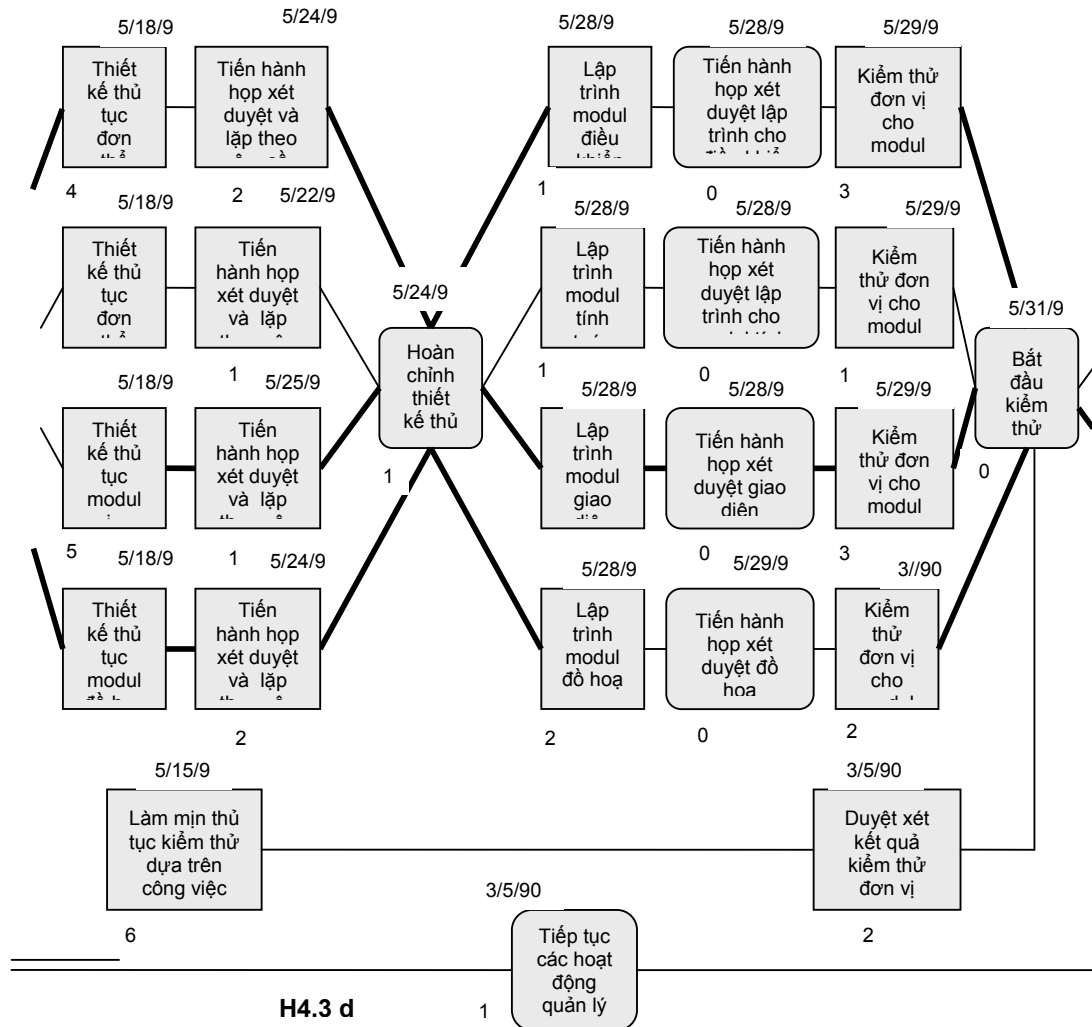 5/18/9
5/24/9
5/28/9
5/28/9
5/29/9
Thiết
kế thủ
tục
đơn
thể
Tiến hành
họp xét
duyệt và
lặp theo
Lập
trình
modul
điều
khiển
Tiến hành
họp xét
duyệt lập
trình cho
điều khiển
Kiểm thử
đơn vị
cho
modul
4
2
1
0
3
5/18/9
5/22/9
5/28/9
5/28/9
5/29/9
Thiết
kế thủ
tục
đơn
thể
Tiến
hành họp
xét duyệt
và lặp
Lập
trình
modul
tính
Tiến hành
họp xét
duyệt lập
trình cho
Kiểm
thử đơn
vị cho
modul
5/24/9
Hoàn
chỉnh
thiết
kế thủ
1
5/31/9
Bắt
đầu
kiểm
thử
0
1
1
0
1
5/18/9
5/25/9
5/28/9
5/28/9
5/29/9
Thiết
kế thủ
tục
modul
Tiến
hành họp
xét duyệt
và lặp
Lập
trình
modul
giao
diện
Tiến hành
họp xét
duyệt giao
diện
Kiểm
thử đơn
vị cho
modul
5
1
0
3
5/18/9
5/24/9
5/28/9
5/29/9
3//90
Thiết
kế thủ
tục
modul
Tiến
hành họp
xét duyệt
và lặp
Lập
trình
modul
đồ hoạ
Tiến hành
họp xét
duyệt đồ
hoạ
Kiểm
thử
đơn vị
cho
2
2
0
2
5/15/9
Làm mịn thủ
tục kiểm thử
dựa trên
công việc
6
3/5/90
Duyệt xét
kết quả
kiểm thử
đơn vị
2
3/5/90
Tiếp tục
các hoạt
động
quản lý
1
H4.3 d